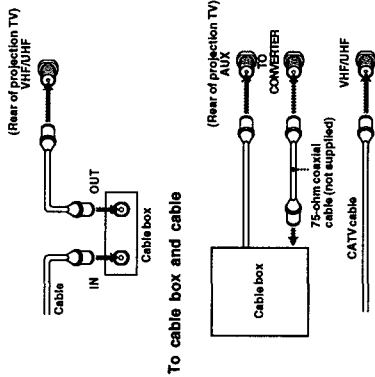 (Rear of projection TV)
VHF/UHF
OUT
IN
Cable
Cable box
To cable box and cable
(Rear of projection TV)
AUX
TO
CONVERTER
75-ohm coaxial
cable (not supplied)
Cable box
VHF/UHF
CATV cable